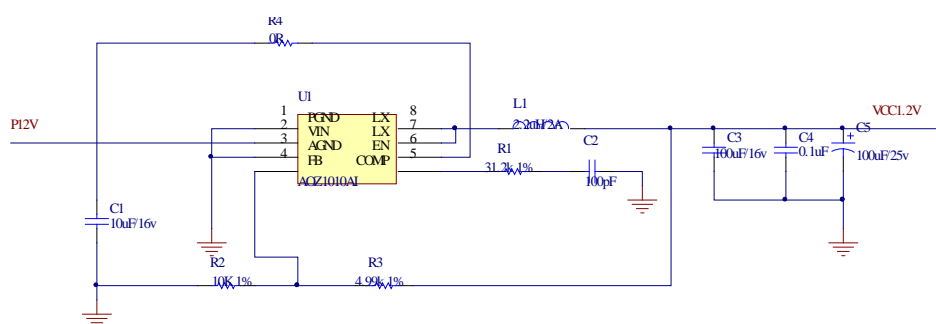 R4
0R
U1
1
2
3
4
PGND
VIN
AGND
FB
LX
LX
EN
COMP
8
7
6
5
AOZ1010AI
P12V
L1
2.2uH/2A
VCC1.2V
R1
31.2k 1%
C2
100pF
C3
100uF/16v
C4
0.1uF
C5
+
100uF/25v
C1
10uF/16v
R2
10K 1%
R3
4.99k 1%